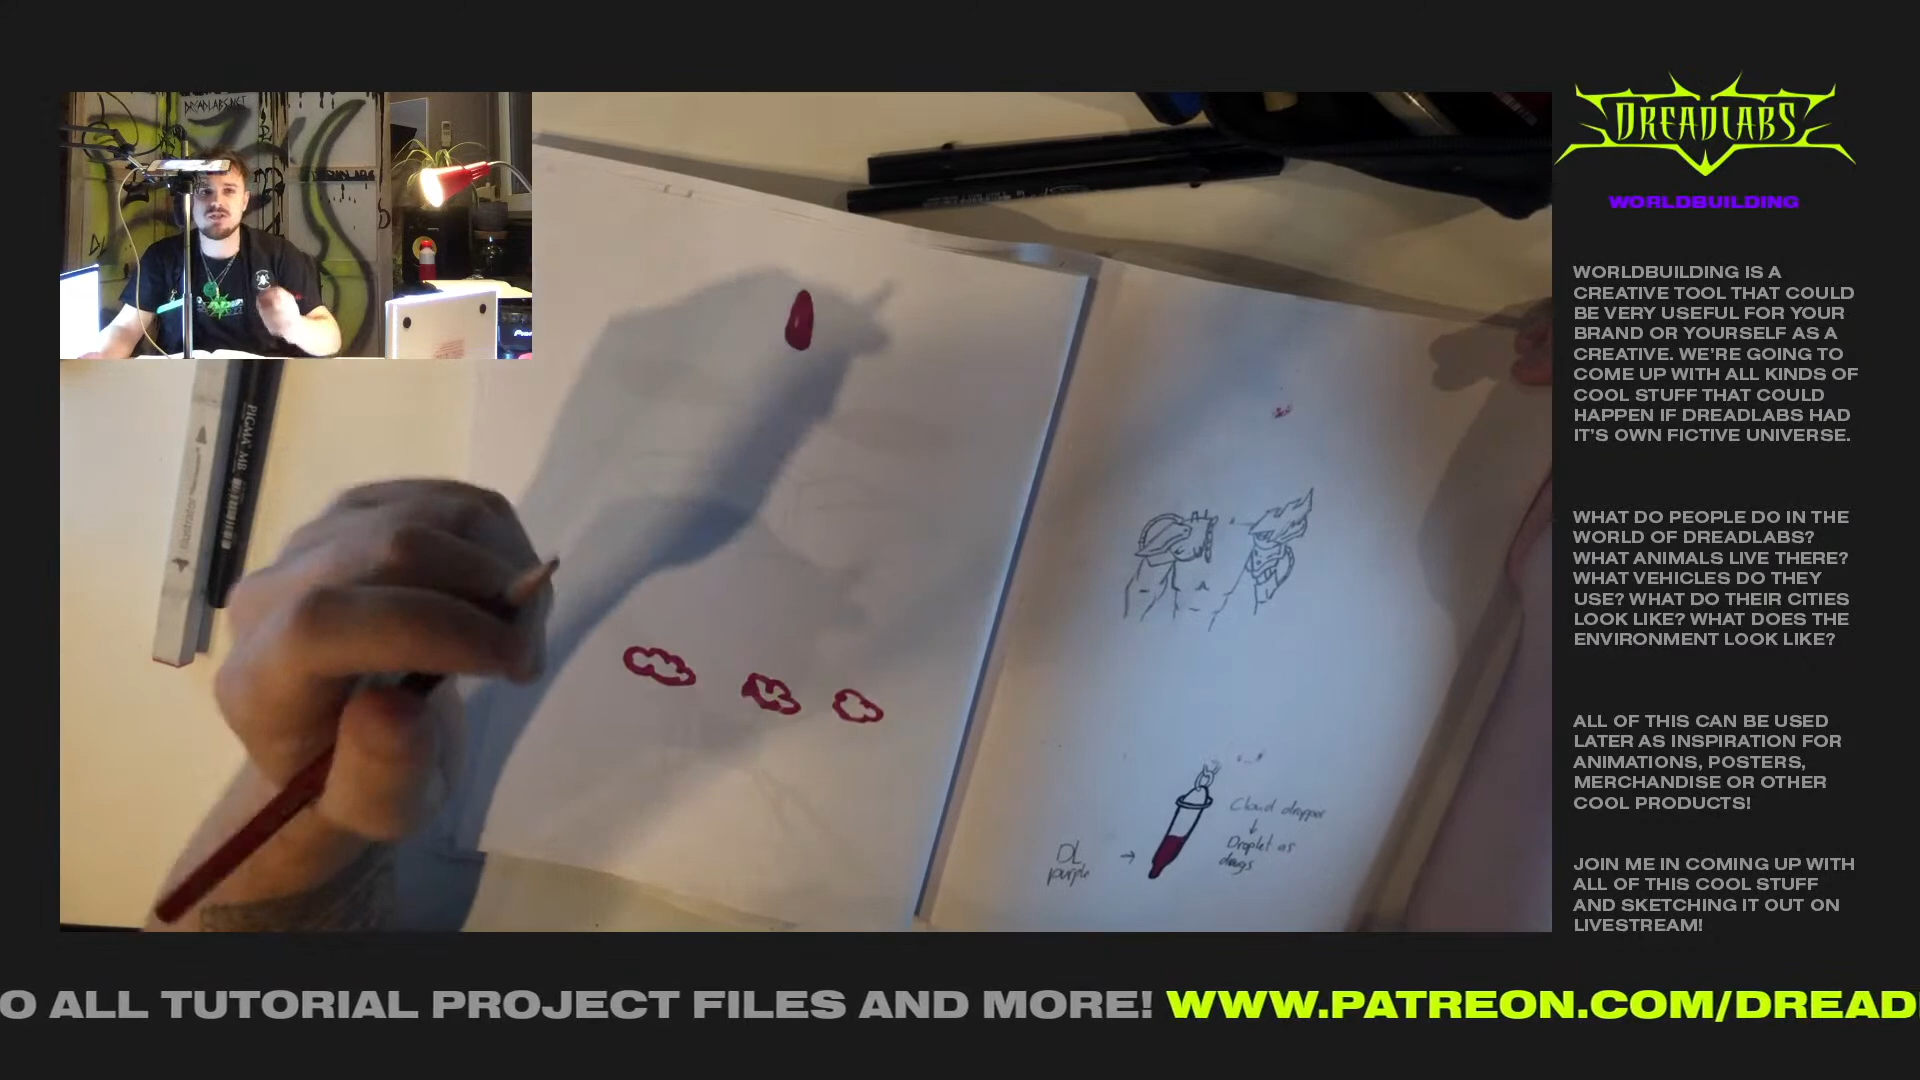 DREADLABS.NET
DREADLABS
WORLDBUILDING
WORLDBUILDING IS A
CREATIVE TOOL THAT COULD
BE VERY USEFUL FOR YOUR
BRAND OR YOURSELF AS A
CREATIVE. WE'RE GOING TO
COME UP WITH ALL KINDS OF
COOL STUFF THAT COULD
HAPPEN IF DREADLABS HAD
IT'S OWN FICTIVE UNIVERSE.
WHAT DO PEOPLE DO IN THE
WORLD OF DREADLABS?
WHAT ANIMALS LIVE THERE?
WHAT VEHICLES DO THEY
USE? WHAT DO THEIR CITIES
LOOK LIKE? WHAT DOES THE
ENVIRONMENT LOOK LIKE?
ALL OF THIS CAN BE USED
LATER AS INSPIRATION FOR
ANIMATIONS, POSTERS,
MERCHANDISE OR OTHER
COOL PRODUCTS!
JOIN ME IN COMING UP WITH
ALL OF THIS COOL STUFF
AND SKETCHING IT OUT ON
LIVESTREAM!
PIGMA MB
illustrator
Cloud dropper
Droplet as
drugs
DL
purple
O ALL TUTORIAL PROJECT FILES AND MORE! WWW.PATREON.COM/DREAD